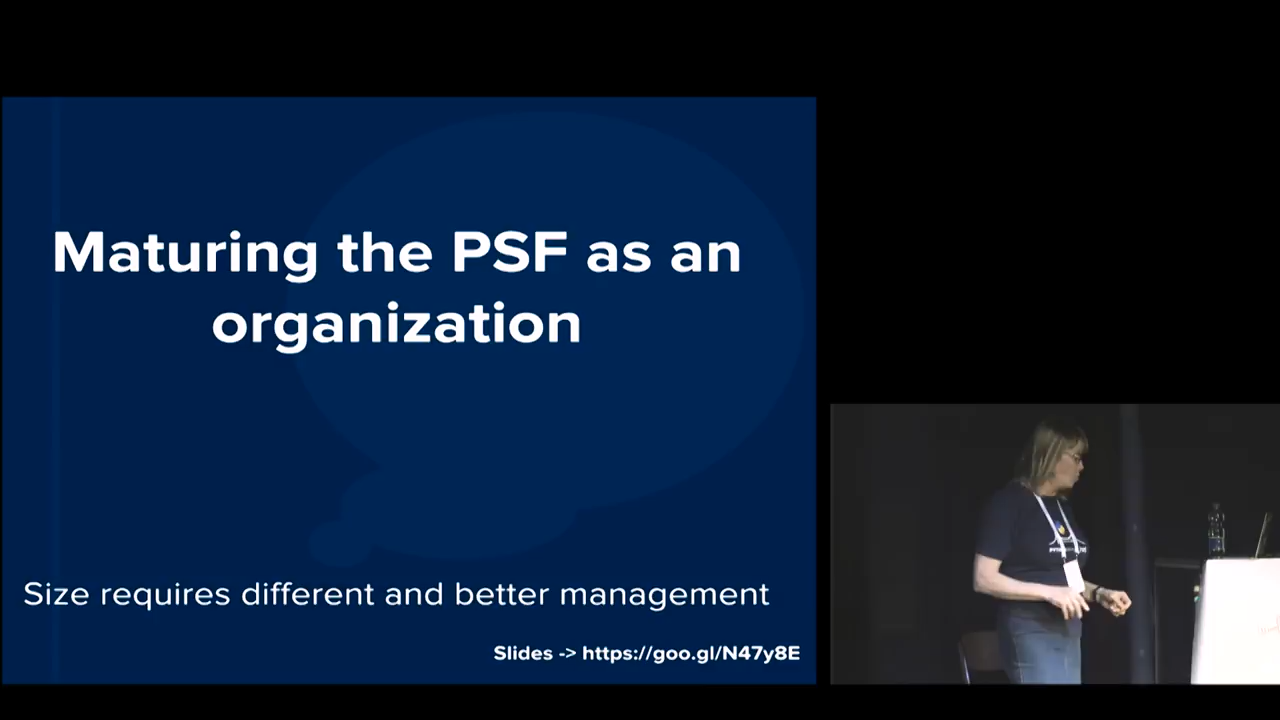 Maturing the PSF as an
organization
Size requires different and better management
Slides -> https://goo.gl/N47y8E